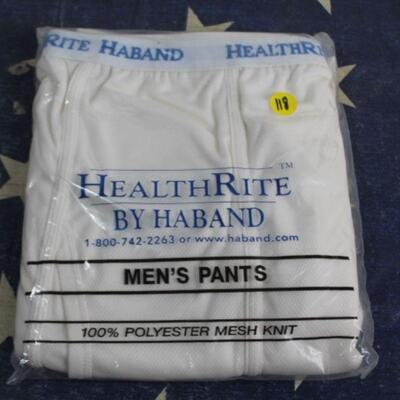 RITE HABAND HEALTHRITE
118
HEALTHRITE™
BY HABAND
1-800-742-2263 or www.haband.com
MEN'S PANTS
100% POLYESTER MESH KNIT